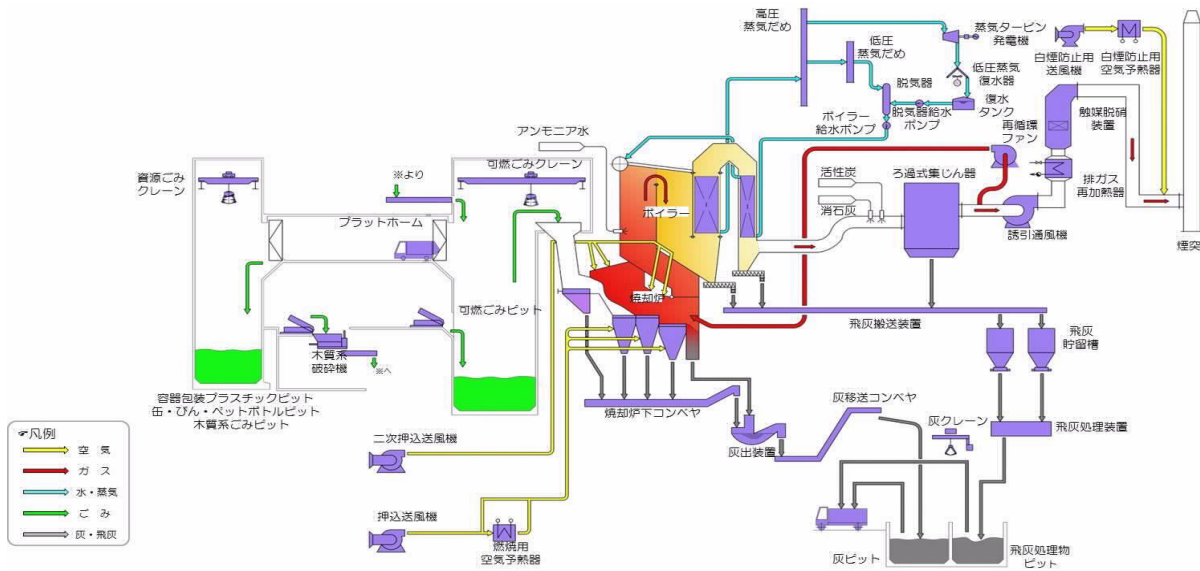 高圧
蒸気だめ
蒸気タービン
発電機
白煙防止用
送風機
白煙防止用
空気予熱器
低圧
蒸気だめ
低圧蒸気
復水器
脱気器
復水
タンク
脱気器給水
ポンプ
ボイラー
給水ポンプ
触媒脱硝
装置
再循環
ファン
アンモニア水
資源ごみ
クレーン
可燃ごみクレーン
※より
活性炭
ろ過式集じん器
排ガス
再加熱器
消石灰
ボイラー
プラットホーム
誘引通風機
煙突
焼却炉
可燃ごみピット
飛灰搬送装置
飛灰
貯留槽
木質系
破砕機
※へ
容器包装プラスチックピット
缶・びん・ペットボトルピット
木質系ごみピット
焼却炉下コンベヤ
灰移送コンベヤ
灰クレーン
飛灰処理装置
灰出装置
二次押込送風機
押込送風機
燃焼用
空気予熱器
灰ピット
飛灰処理物
ピット
☞凡例
空気
ガス
水・蒸気
ごみ
灰・飛灰